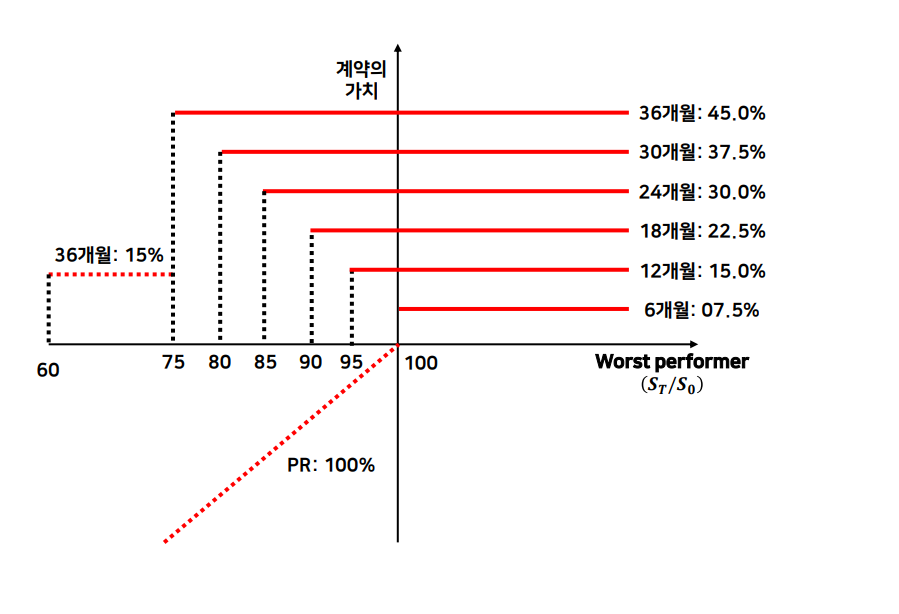 계약의
가치
36개월: 45.0%
30개월: 37.5%
24개월: 30.0%
18개월: 22.5%
36개월: 15%
12개월: 15.0%
6개월: 07.5%
60
75
80
85
90
95
100
Worst performer
(S_T/S_0)
PR: 100%